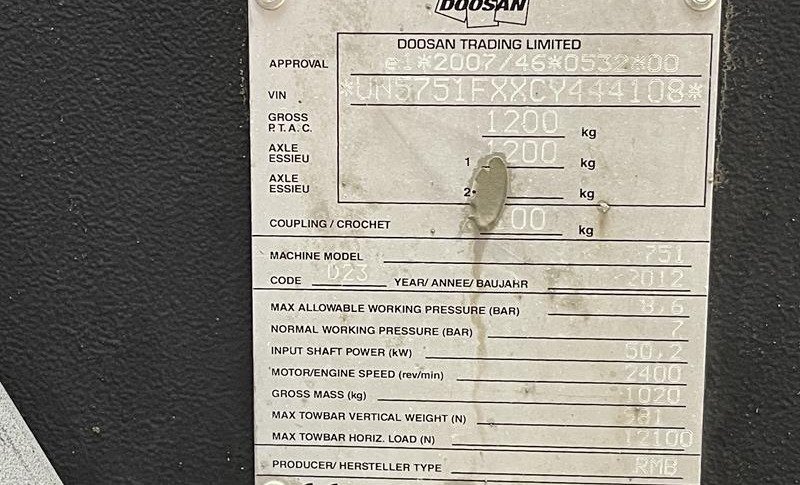 DOOSAN
DOOSAN TRADING LIMITED
APPROVAL e1*2007/46*0532*00
VIN *UN5751FXXCY444108*
GROSS P.T.A.C. 1200 kg
AXLE ESSIEU 1 1200 kg
AXLE ESSIEU 2• kg
COUPLING / CROCHET kg
MACHINE MODEL 751
CODE D23 YEAR/ ANNEE/ BAUJAHR 2012
MAX ALLOWABLE WORKING PRESSURE (BAR) 8,6
NORMAL WORKING PRESSURE (BAR) 7
INPUT SHAFT POWER (kW) 50,2
MOTOR/ENGINE SPEED (rev/min) 2400
GROSS MASS (kg) 1020
MAX TOWBAR VERTICAL WEIGHT (N)
MAX TOWBAR HORIZ. LOAD (N) 12100
PRODUCER/ HERSTELLER TYPE RMB